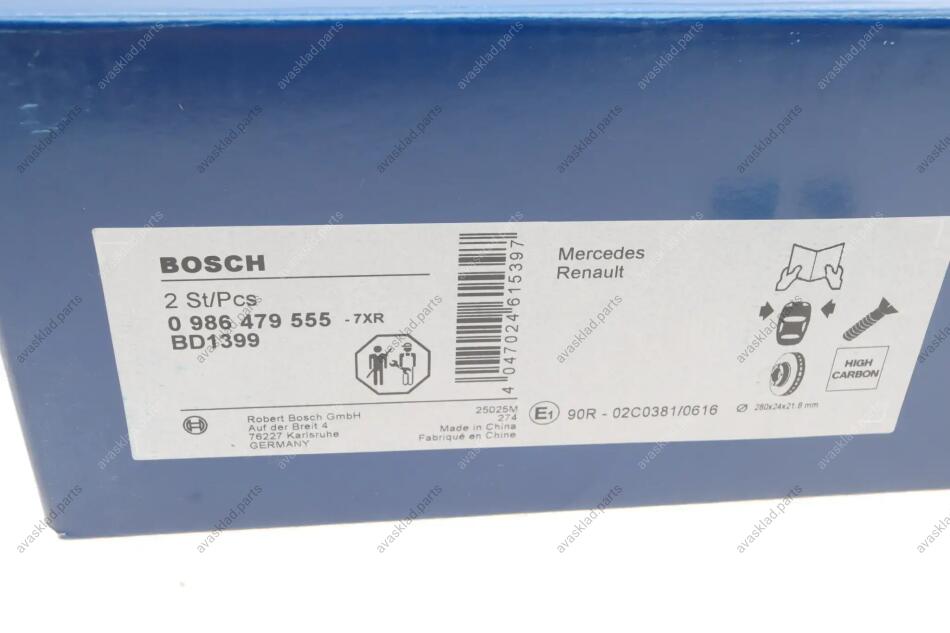 BOSCH
2 St/Pcs
0 986 479 555 - 7XR
BD1399
Robert Bosch GmbH
Auf der Breit 4
76227 Karlsruhe
GERMANY
25025M
274
Made in China
Fabriqué en Chine
4 047024 615397
Mercedes
Renault
HIGH
CARBON
E1 90R - 02C0381/0616
Ø 280x24x21.8 mm
avasklad.parts